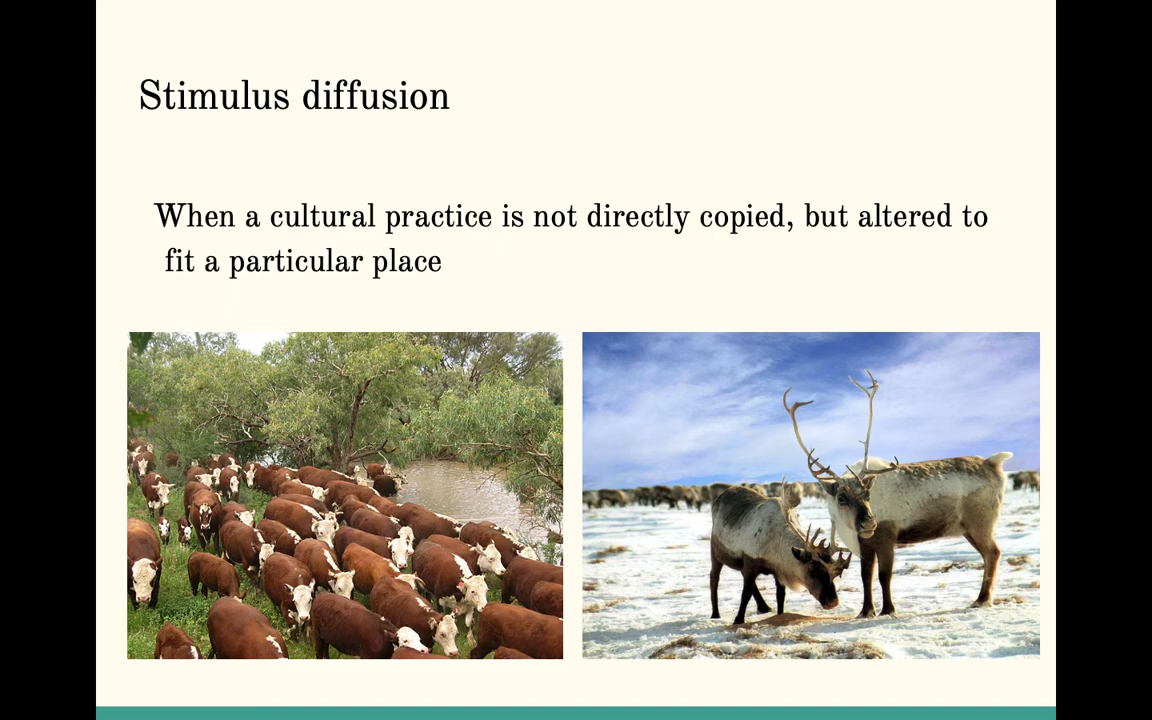 Stimulus diffusion
When a cultural practice is not directly copied, but altered to
fit a particular place